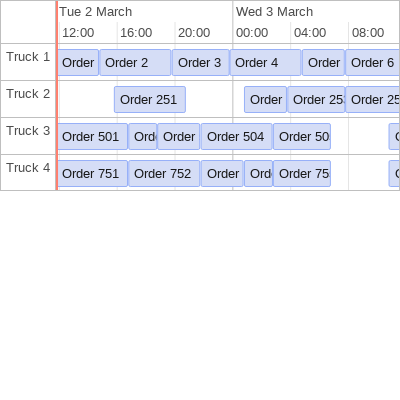 Tue 2 March Wed 3 March
12:00 16:00 20:00 00:00 04:00 08:00
Truck 1 Order Order 2 Order 3 Order 4 Order Order 6
Truck 2 Order 251 Order Order 25 Order 25
Truck 3 Order 501 Ord Order Order 504 Order 50
Truck 4 Order 751 Order 752 Order Ord Order 75